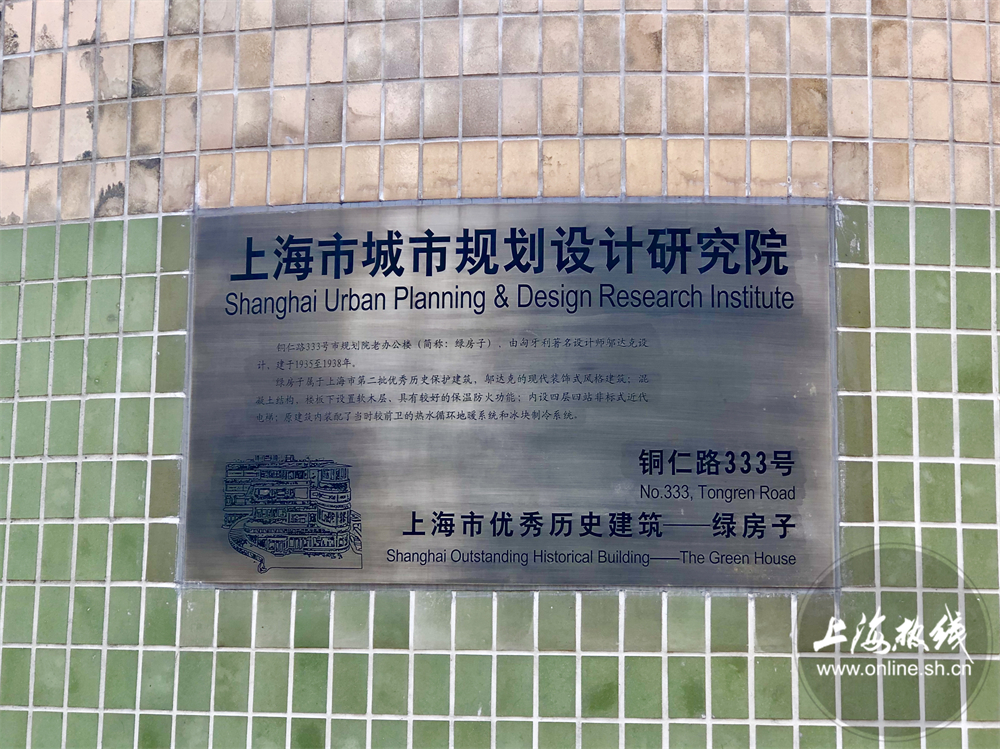 上海市城市规划设计研究院
Shanghai Urban Planning & Design Research Institute
铜仁路333号市规划院老办公楼（简称：绿房子），由匈牙利著名设计师邬达克设
计，建于1935至1938年。
绿房子属于上海市第二批优秀历史保护建筑，邬达克的现代装饰式风格建筑；混
凝土结构，楼板下设置软木层，具有较好的保温防火功能；内设四层四站非标式近代
电梯；原建筑内装配了当时较前卫的热水循环地暖系统和冰块制冷系统。
铜仁路333号
No.333, Tongren Road
上海市优秀历史建筑——绿房子
Shanghai Outstanding Historical Building——The Green House
上海热线
www.online.sh.cn